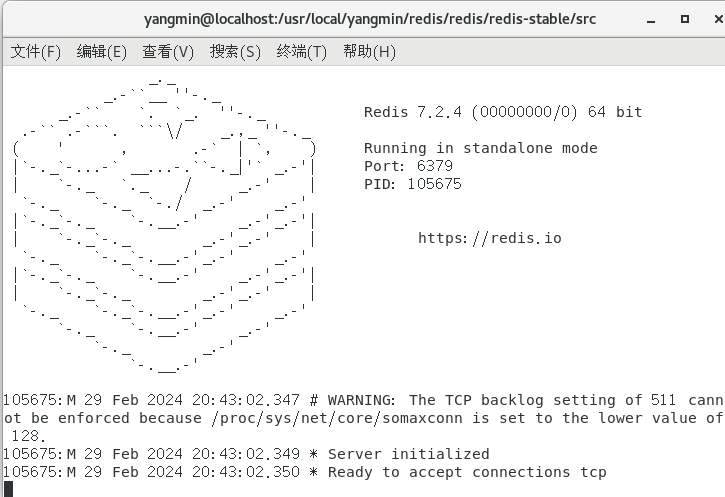 yangmin@localhost:/usr/local/yangmin/redis/redis/redis-stable/src
文件(F) 编辑(E) 查看(V) 搜索(S) 终端(T) 帮助(H)
Redis 7.2.4 (00000000/0) 64 bit
Running in standalone mode
Port: 6379
PID: 105675
https://redis.io
105675:M 29 Feb 2024 20:43:02.347 # WARNING: The TCP backlog setting of 511 cann
ot be enforced because /proc/sys/net/core/somaxconn is set to the lower value of
128.
105675:M 29 Feb 2024 20:43:02.349 * Server initialized
105675:M 29 Feb 2024 20:43:02.350 * Ready to accept connections tcp